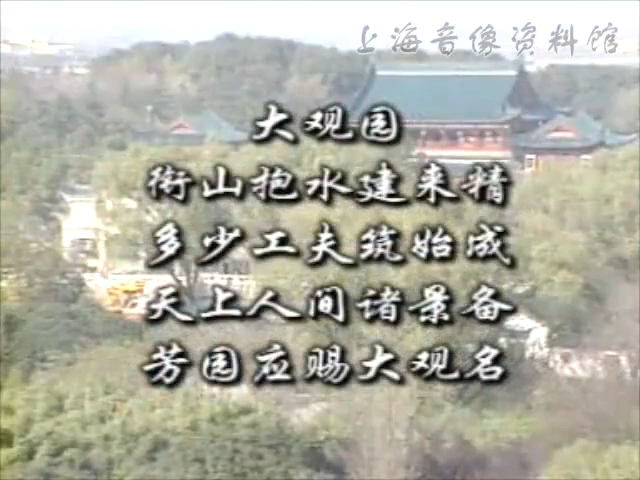 上海音像资料馆
大观园
衔山抱水建来精
多少工夫筑始成
天上人间诸景备
芳园应赐大观名